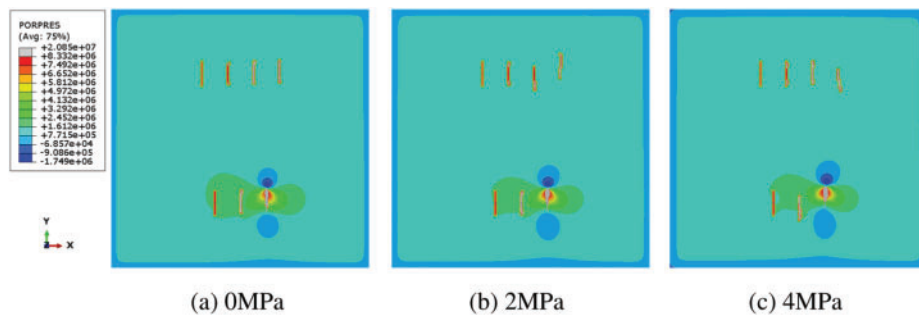 PORPRES
(Avg: 75%)
+2.085e+07
+8.332e+06
+7.492e+06
+6.652e+06
+5.812e+06
+4.972e+06
+4.132e+06
+3.292e+06
+2.452e+06
+1.612e+06
+7.715e+05
-6.857e+04
-9.086e+05
-1.749e+06
Y
X
(a) 0MPa
(b) 2MPa
(c) 4MPa